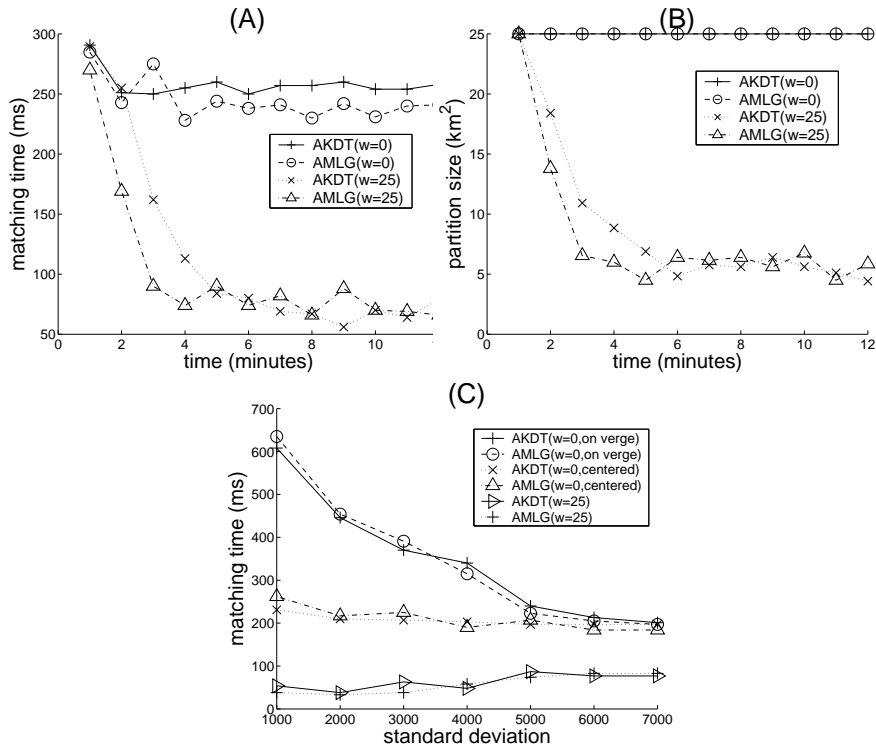 (A)
matching time (ms)
300
250
200
150
100
50
0
2
4
6
8
10
time (minutes)
AKDT(w=0)
AMLG(w=0)
AKDT(w=25)
AMLG(w=25)
(B)
partition size (km²)
25
20
15
10
5
0
0
2
4
6
8
10
12
time (minutes)
AKDT(w=0)
AMLG(w=0)
AKDT(w=25)
AMLG(w=25)
(C)
matching time (ms)
700
600
500
400
300
200
100
0
1000
2000
3000
4000
5000
6000
7000
standard deviation
AKDT(w=0,on verge)
AMLG(w=0,on verge)
AKDT(w=0,centered)
AMLG(w=0,centered)
AKDT(w=25)
AMLG(w=25)